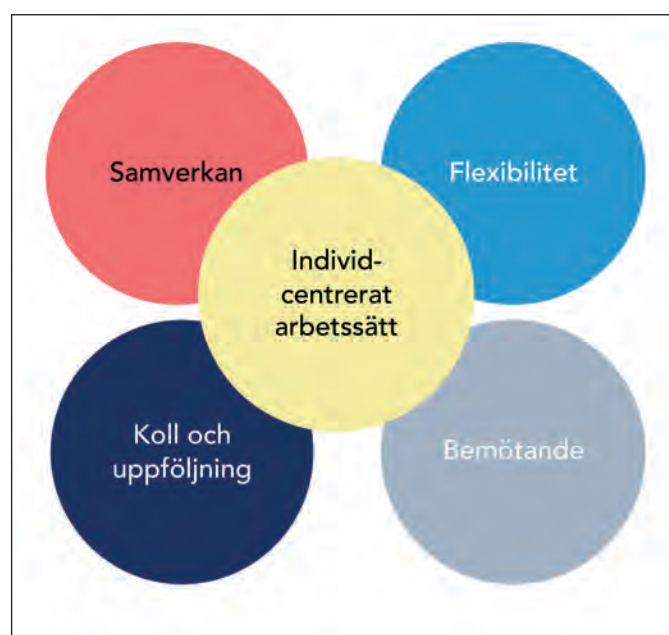 Samverkan
Flexibilitet
Individ-
centrerat
arbetssätt
Koll och
uppföljning
Bemötande